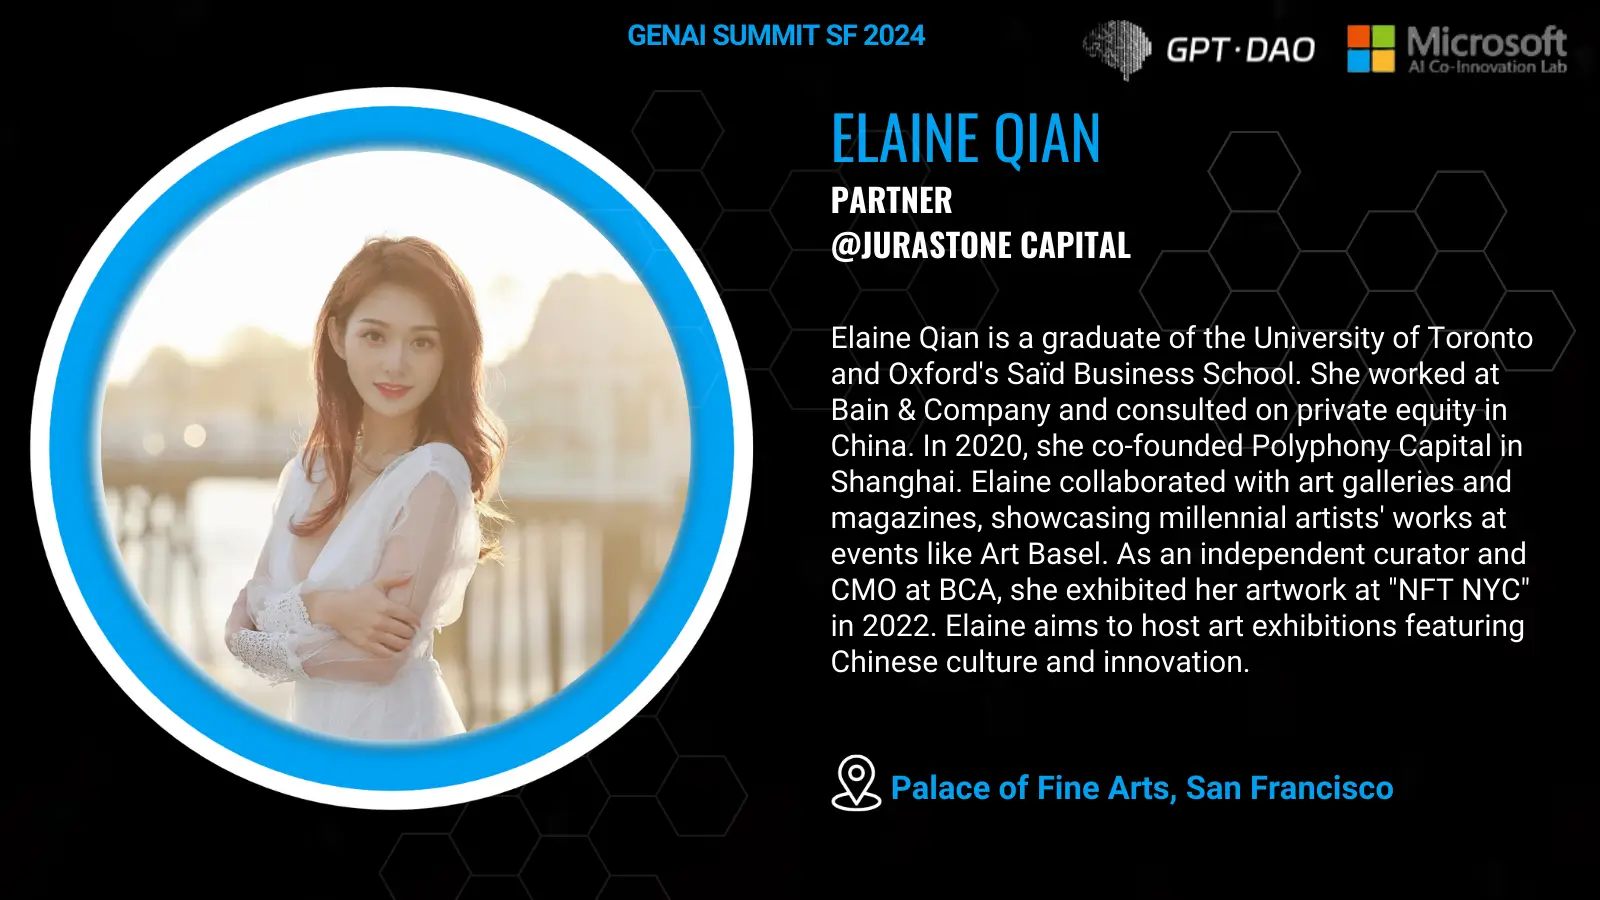 GENAI SUMMIT SF 2024
GPT·DAO
Microsoft
AI Co-Innovation Lab
ELAINE QIAN
PARTNER
@JURASTONE CAPITAL
Elaine Qian is a graduate of the University of Toronto
and Oxford's Saïd Business School. She worked at
Bain & Company and consulted on private equity in
China. In 2020, she co-founded Polyphony Capital in
Shanghai. Elaine collaborated with art galleries and
magazines, showcasing millennial artists' works at
events like Art Basel. As an independent curator and
CMO at BCA, she exhibited her artwork at "NFT NYC"
in 2022. Elaine aims to host art exhibitions featuring
Chinese culture and innovation.
Palace of Fine Arts, San Francisco